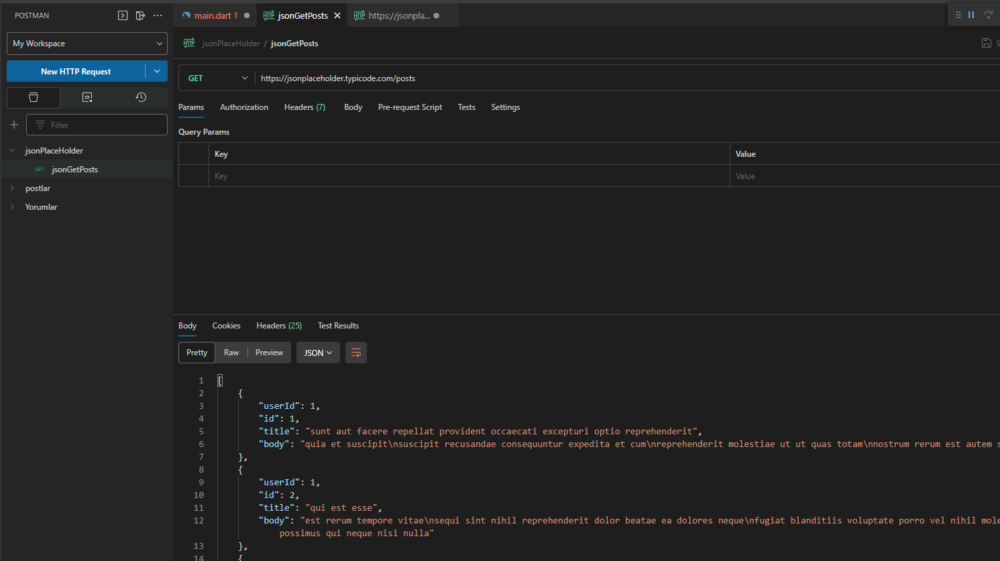 POSTMAN
My Workspace
New HTTP Request
Filter
jsonPlaceHolder
GET jsonGetPosts
postlar
Yorumlar
main.dart 1
HTTP jsonGetPosts
HTTP https://jsonpla...
HTTP jsonPlaceHolder / jsonGetPosts
GET https://jsonplaceholder.typicode.com/posts
Params Authorization Headers (7) Body Pre-request Script Tests Settings
Query Params
Key Value
Key Value
Body Cookies Headers (25) Test Results
Pretty Raw Preview JSON
1 [
2 {
3 "userId": 1,
4 "id": 1,
5 "title": "sunt aut facere repellat provident occaecati excepturi optio reprehenderit",
6 "body": "quia et suscipit\nsuscipit recusandae consequuntur expedita et cum\nreprehenderit molestiae ut ut quas totam\nnostrum rerum est autem s
7 },
8 {
9 "userId": 1,
10 "id": 2,
11 "title": "qui est esse",
12 "body": "est rerum tempore vitae\nsequi sint nihil reprehenderit dolor beatae ea dolores neque\nfugiat blanditiis voluptate porro vel nihil mole
possimus qui neque nisi nulla"
13 },
14 {